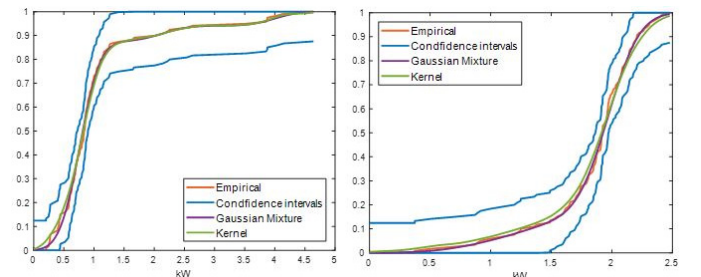 1
0.9
0.8
0.7
0.6
0.5
0.4
0.3
0.2
0.1
0
0 0.5 1 1.5 2 2.5 3 3.5 4 4.5 5
kW
Empirical
Condfidence intervals
Gaussian Mixture
Kernel
1
0.9
0.8
0.7
0.6
0.5
0.4
0.3
0.2
0.1
0
0 0.5 1 1.5 2 2.5
kW
Empirical
Condfidence intervals
Gaussian Mixture
Kernel